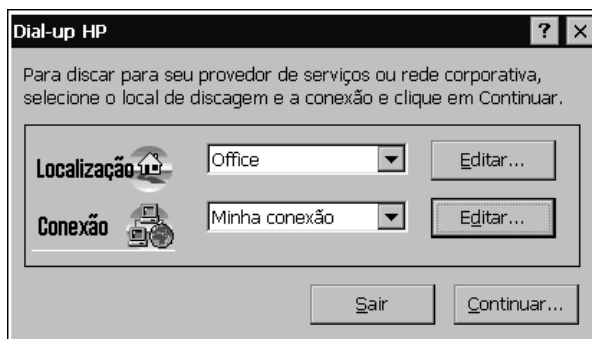 Dial-up HP ? ×
Para discar para seu provedor de serviços ou rede corporativa,
selecione o local de discagem e a conexão e clique em Continuar.
Localização Office Editar...
Conexão Minha conexão Editar...
Sair Continuar...